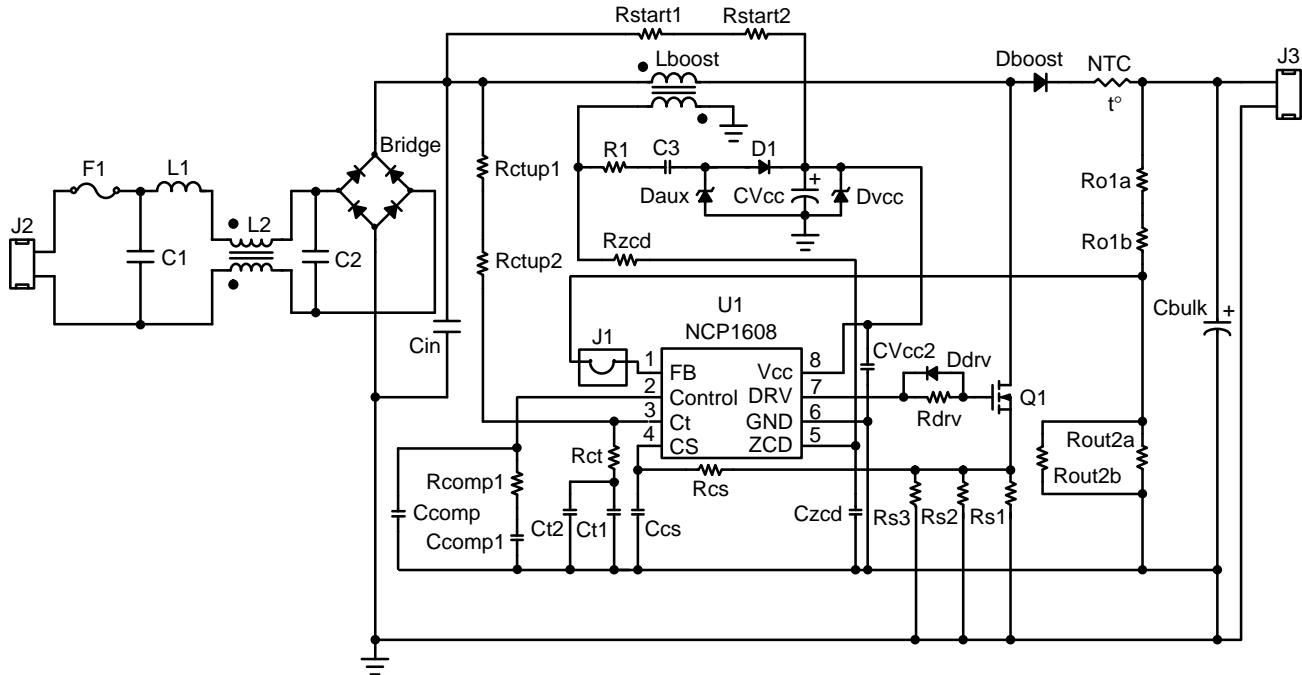 Rstart1 Rstart2
Lboost
Dboost NTC
t°
J3
Bridge
F1 L1
R1 C3 D1
Rctup1
Daux CVcc + Dvcc
Ro1a
J2
L2
C1 C2
Rzcd
Rctup2
Ro1b
U1
NCP1608
Cbulk +
Cin
J1
CVcc2 Ddrv
1 FB Vcc 8
2 Control DRV 7
3 Ct GND 6
4 CS ZCD 5
Rdrv
Q1
Rct
Rcs
Rout2a
Rout2b
Rcomp1
Ccomp
Ccomp1
Ct2 Ct1 Ccs
Czcd
Rs3 Rs2 Rs1